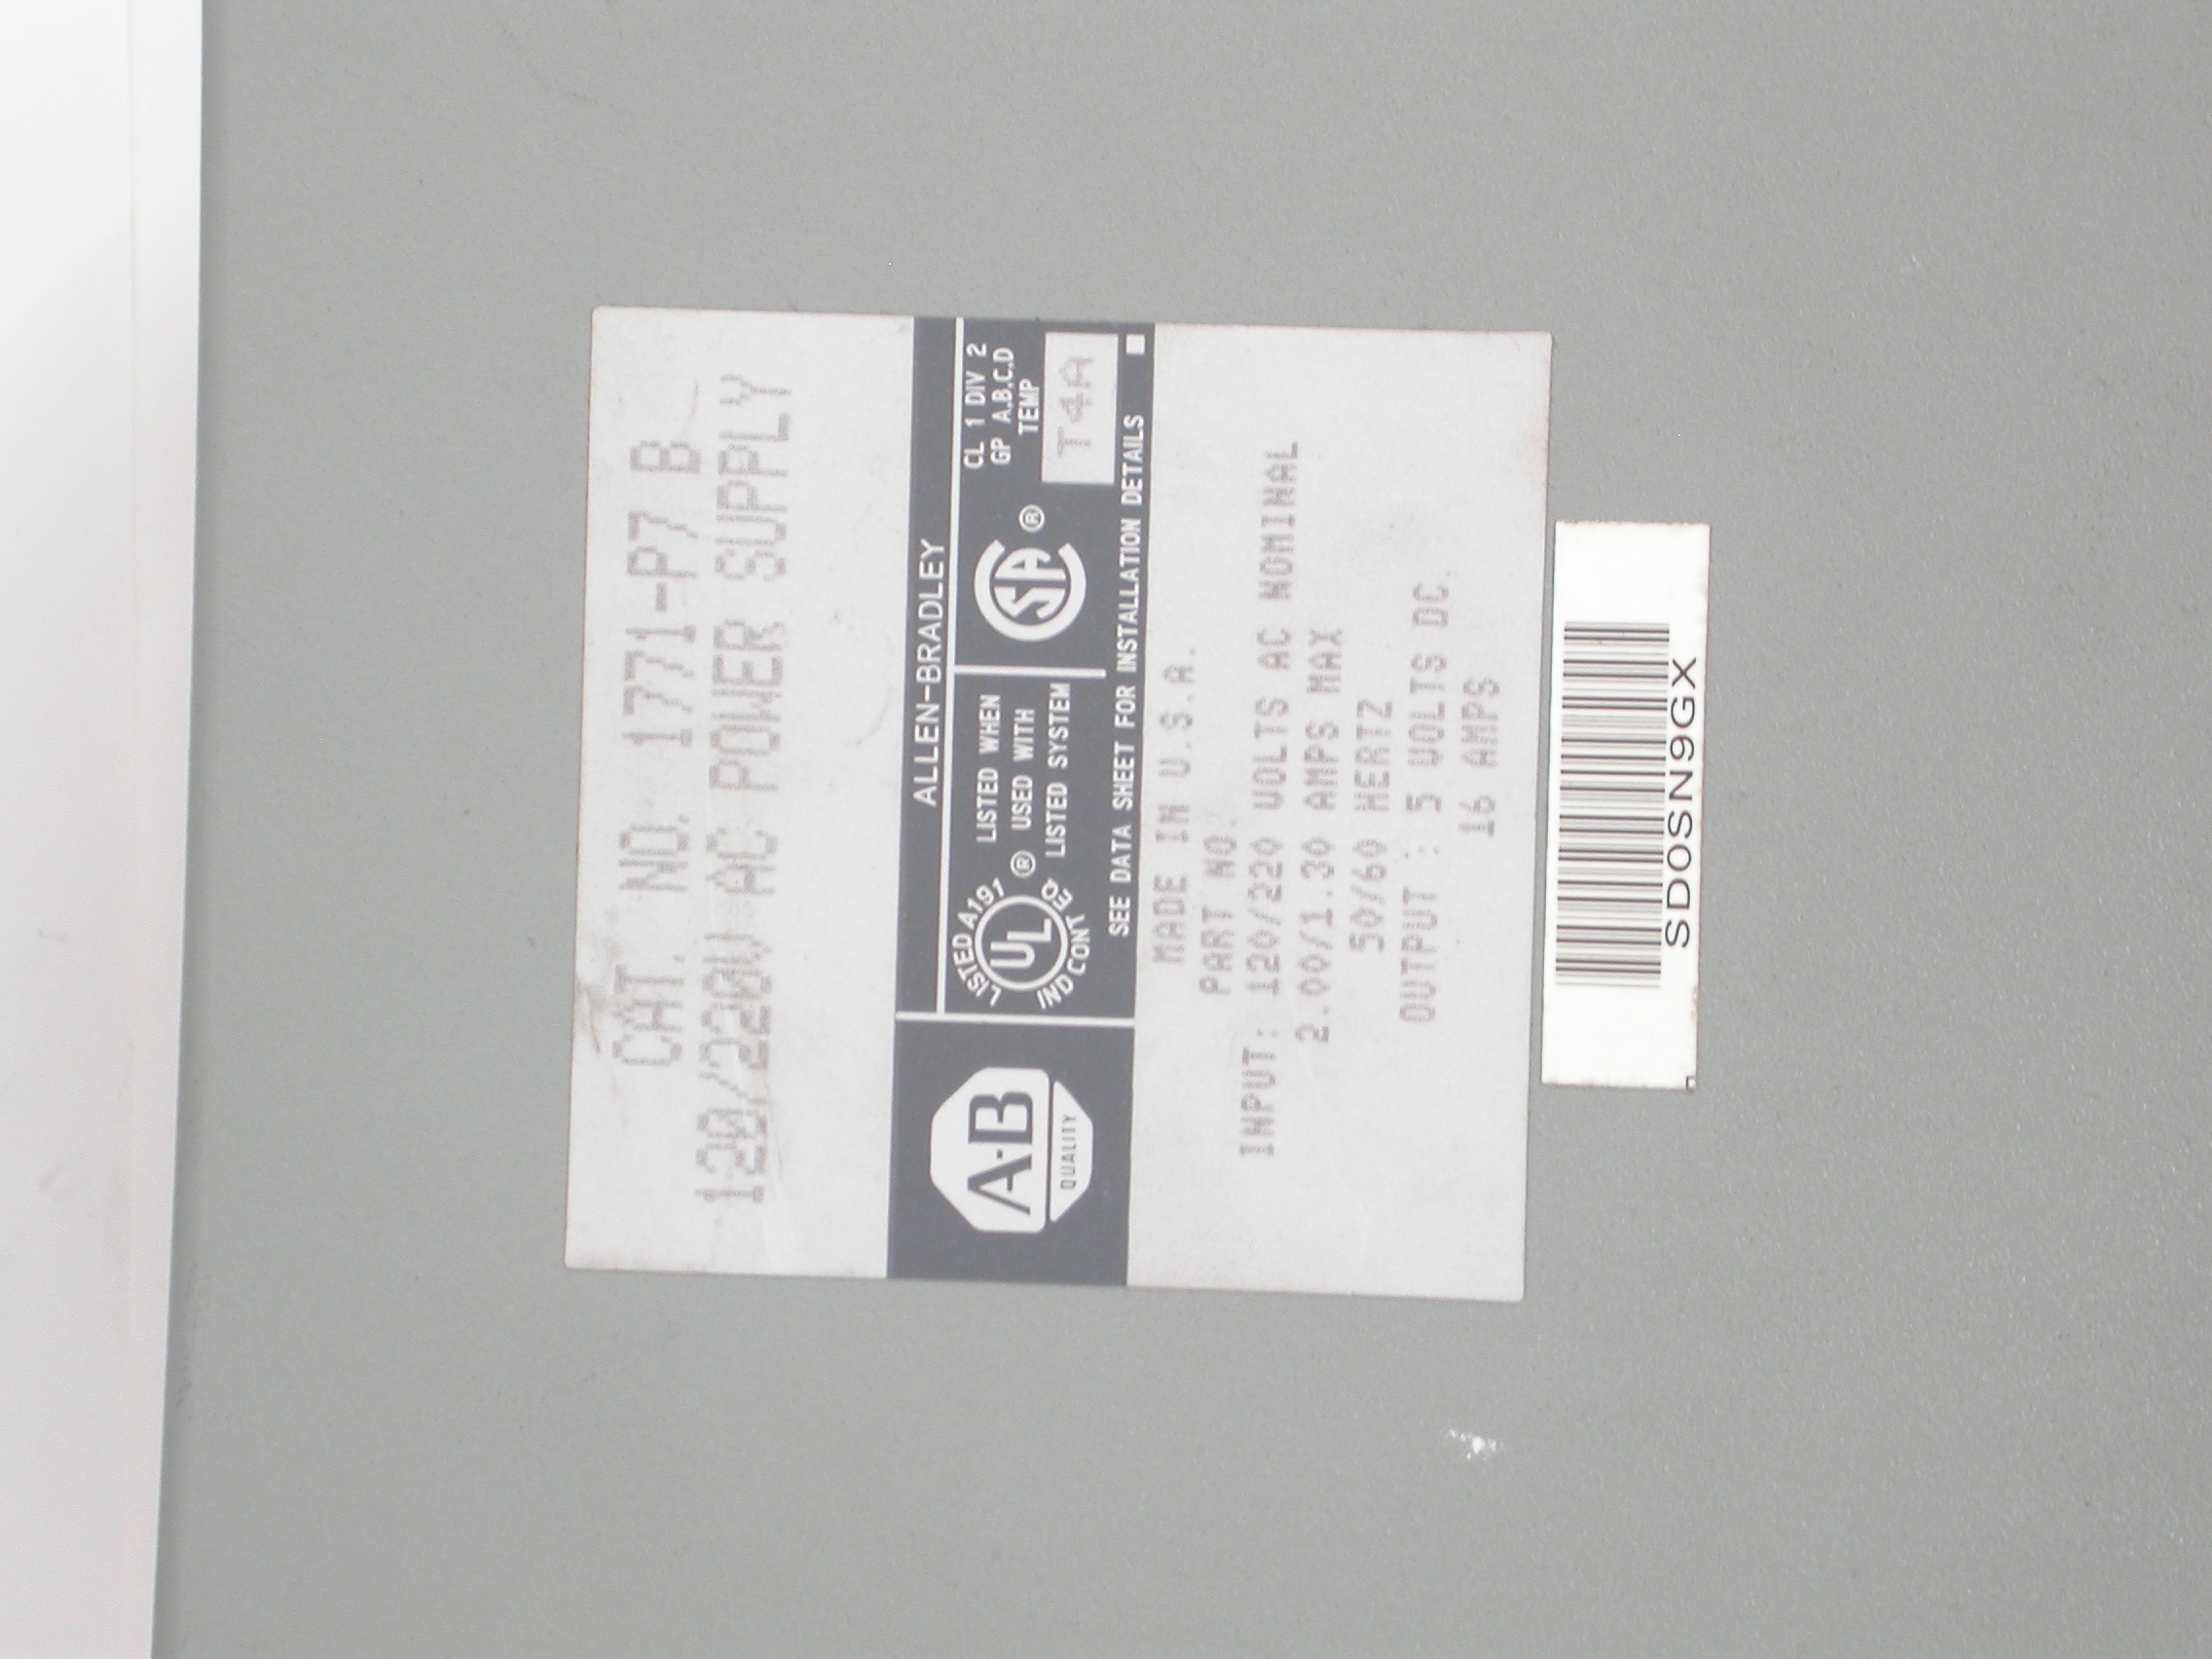 CAT. NO. 1771-P7 B
120/220V AC POWER SUPPLY
ALLEN-BRADLEY
A-B
QUALITY
LISTED A191
UL
IND CONT EQ
®
LISTED WHEN
USED WITH
LISTED SYSTEM
SA ®
CL 1 DIV 2
GP A,B,C,D
TEMP
T4A
SEE DATA SHEET FOR INSTALLATION DETAILS
MADE IN U.S.A.
PART NO.
INPUT: 120/220 VOLTS AC NOMINAL
2.00/1.30 AMPS MAX
50/60 HERTZ
OUTPUT: 5 VOLTS DC.
16 AMPS
SD0SN9GX